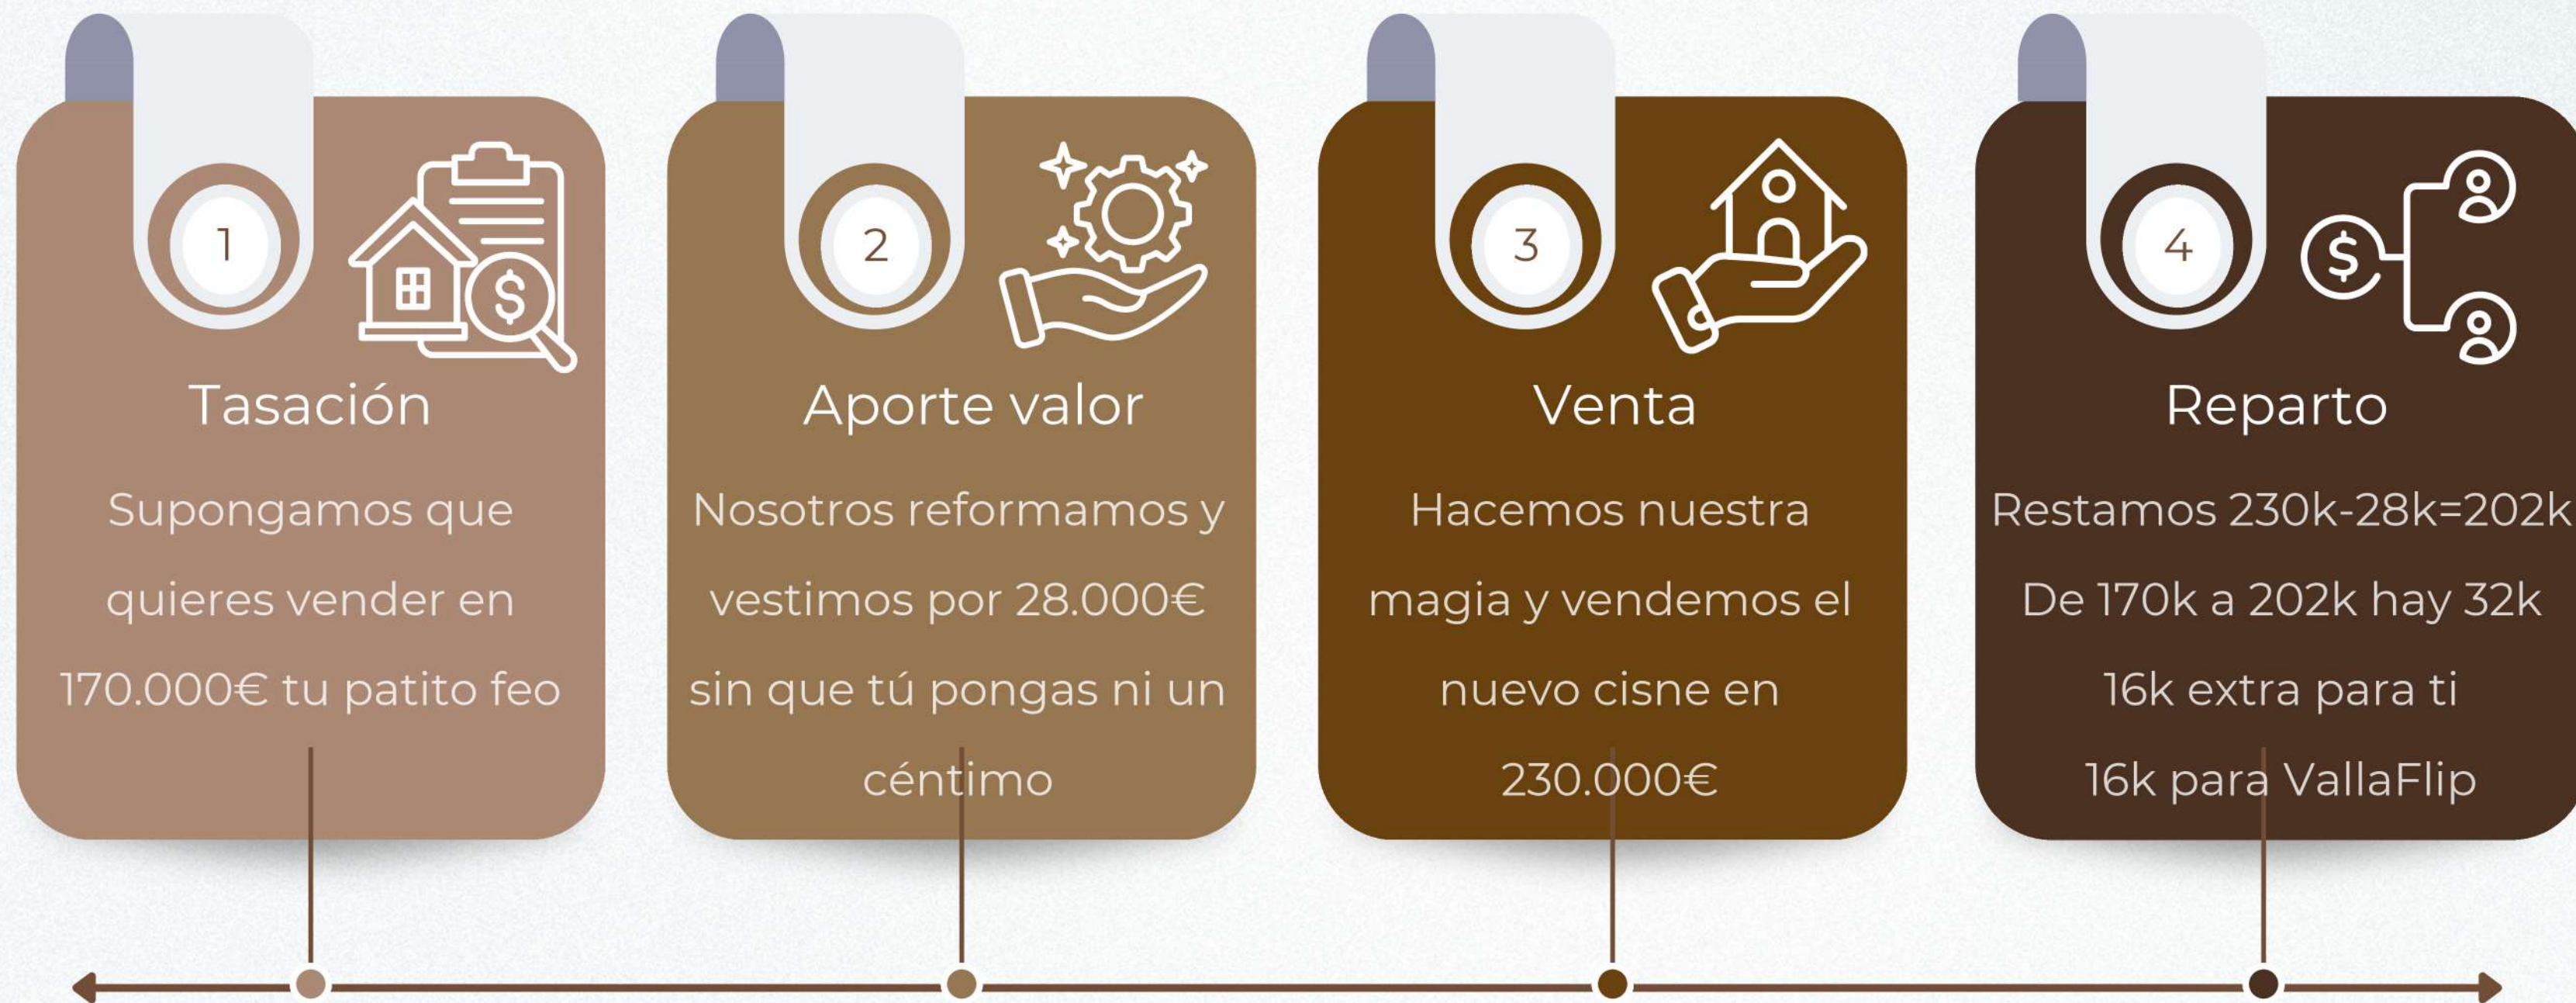 1
Tasación
Supongamos que
quieres vender en
170.000€ tu patito feo
2
Aporte valor
Nosotros reformamos y
vestimos por 28.000€
sin que tú pongas ni un
céntimo
3
Venta
Hacemos nuestra
magia y vendemos el
nuevo cisne en
230.000€
4
Reparto
Restamos 230k-28k=202k
De 170k a 202k hay 32k
16k extra para ti
16k para VallaFlip